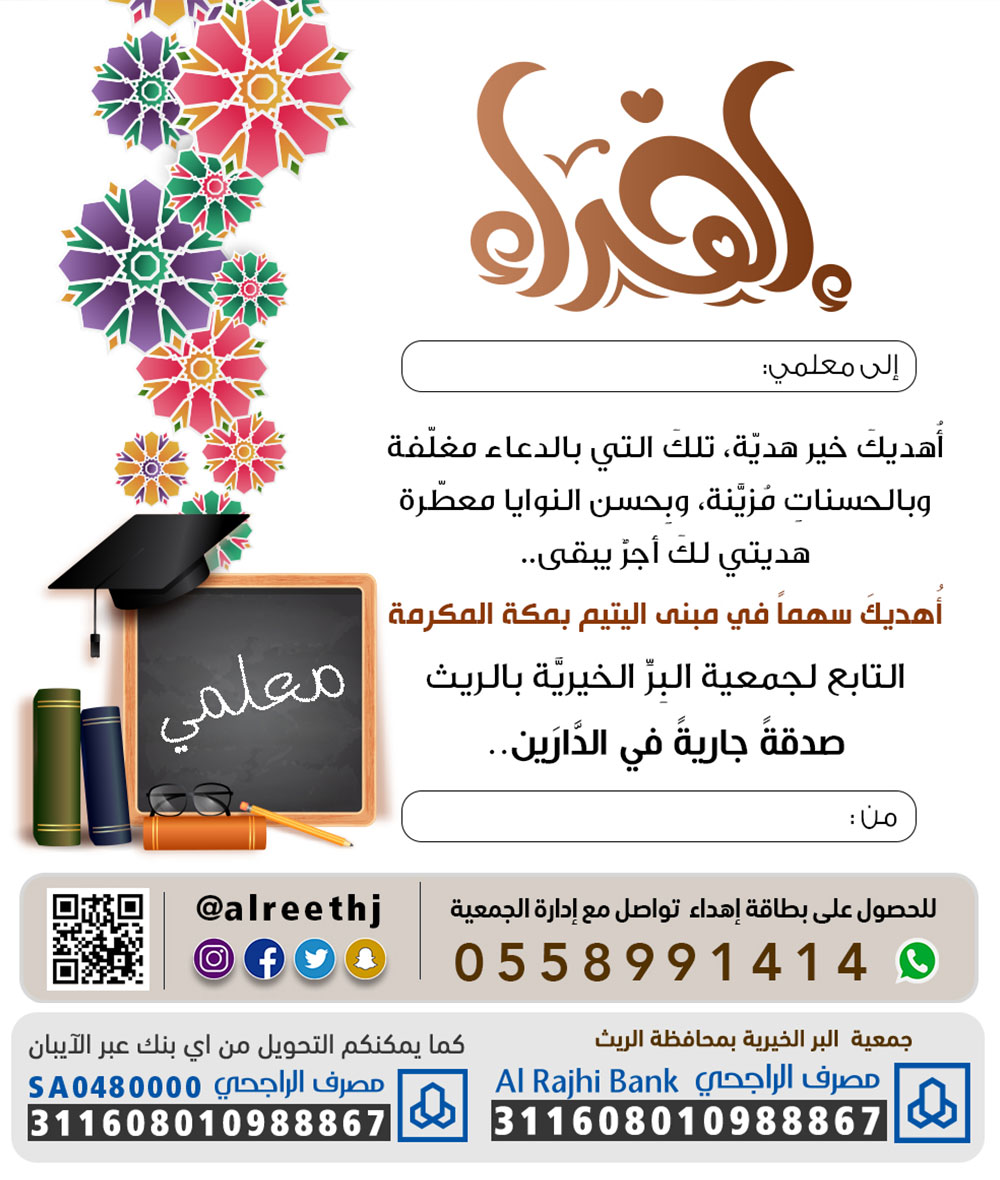 إهداء
إلى معلمي:
أُهديكَ خير هديّة، تلكَ التي بالدعاء مغلّفة
وبالحسناتِ مُزيَّنة، وبِحسن النوايا معطّرة
هديتي لكَ أجرٌ يبقى..
أُهديكَ سهماً في مبنى اليتيم بمكة المكرمة
التابع لجمعية البِرِّ الخيريَّة بالريث
صدقةً جاريةً في الدَّارَين..
معلمي
من :
للحصول على بطاقة إهداء تواصل مع إدارة الجمعية
0558991414
@alreethj
جمعية البر الخيرية بمحافظة الريث
مصرف الراجحي Al Rajhi Bank
311608010988867
كما يمكنكم التحويل من اي بنك عبر الآيبان
مصرف الراجحي SA0480000
311608010988867